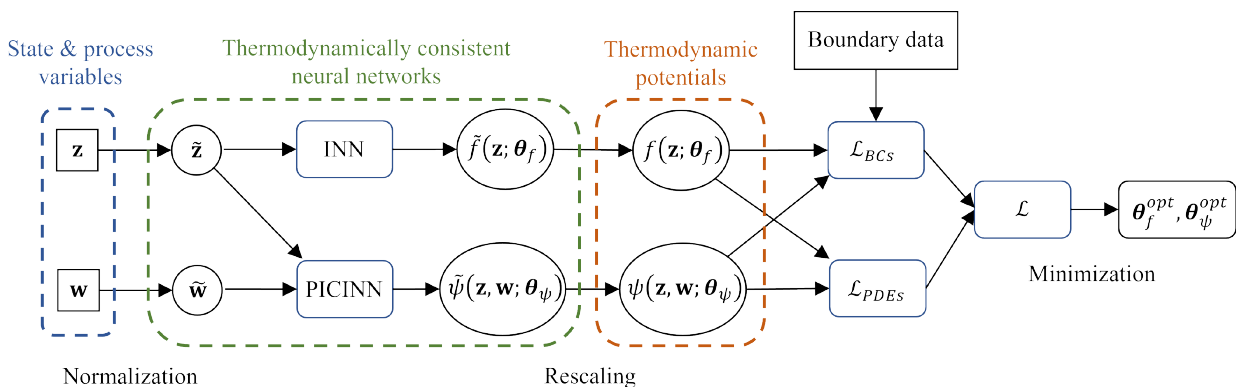 State & process
variables
Thermodynamically consistent
neural networks
Thermodynamic
potentials
Boundary data
z
z̃
INN
f̃(z; θ_f)
f(z; θ_f)
ℒ_BCs
ℒ
θ_f^opt, θ_ψ^opt
w
w̃
PICINN
ψ̃(z, w; θ_ψ)
ψ(z, w; θ_ψ)
ℒ_PDEs
Minimization
Normalization
Rescaling